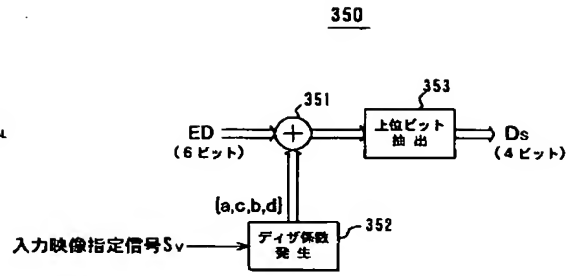 350
351
353
ED
(6 ビット)
上位ビット
抽 出
Ds
(4 ビット)
{a,c,b,d}
352
入力映像指定信号Sv
ディザ係数
発 生